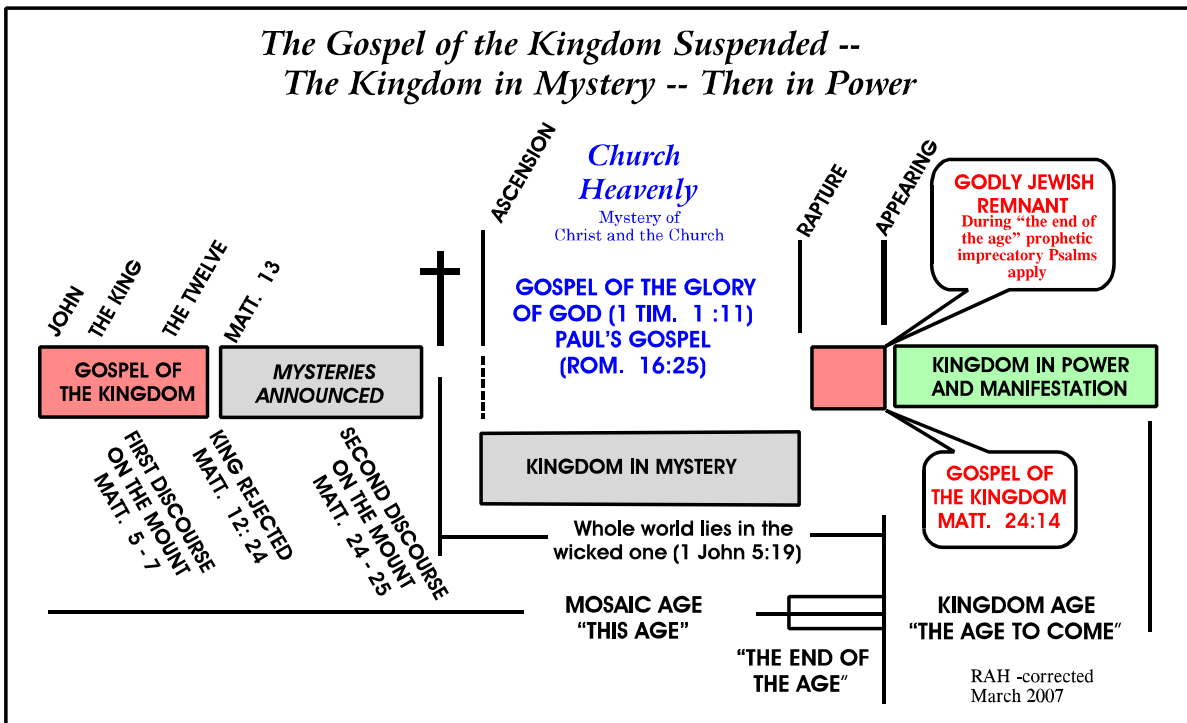 The Gospel of the Kingdom Suspended --
The Kingdom in Mystery -- Then in Power
JOHN
THE KING
THE TWELVE
MATT. 13
ASCENSION
Church
Heavenly
Mystery of
Christ and the Church
GOSPEL OF THE GLORY
OF GOD (1 TIM. 1 :11)
PAUL'S GOSPEL
(ROM. 16:25)
RAPTURE
APPEARING
GODLY JEWISH
REMNANT
During “the end of
the age” prophetic
imprecatory Psalms
apply
GOSPEL OF
THE KINGDOM
MYSTERIES
ANNOUNCED
KINGDOM IN POWER
AND MANIFESTATION
FIRST DISCOURSE
ON THE MOUNT
MATT. 5 - 7
KING REJECTED
MATT. 12: 24
SECOND DISCOURSE
ON THE MOUNT
MATT. 24 - 25
KINGDOM IN MYSTERY
GOSPEL OF
THE KINGDOM
MATT. 24:14
Whole world lies in the
wicked one (1 John 5:19)
MOSAIC AGE
“THIS AGE”
KINGDOM AGE
“THE AGE TO COME”
“THE END OF
THE AGE”
RAH -corrected
March 2007